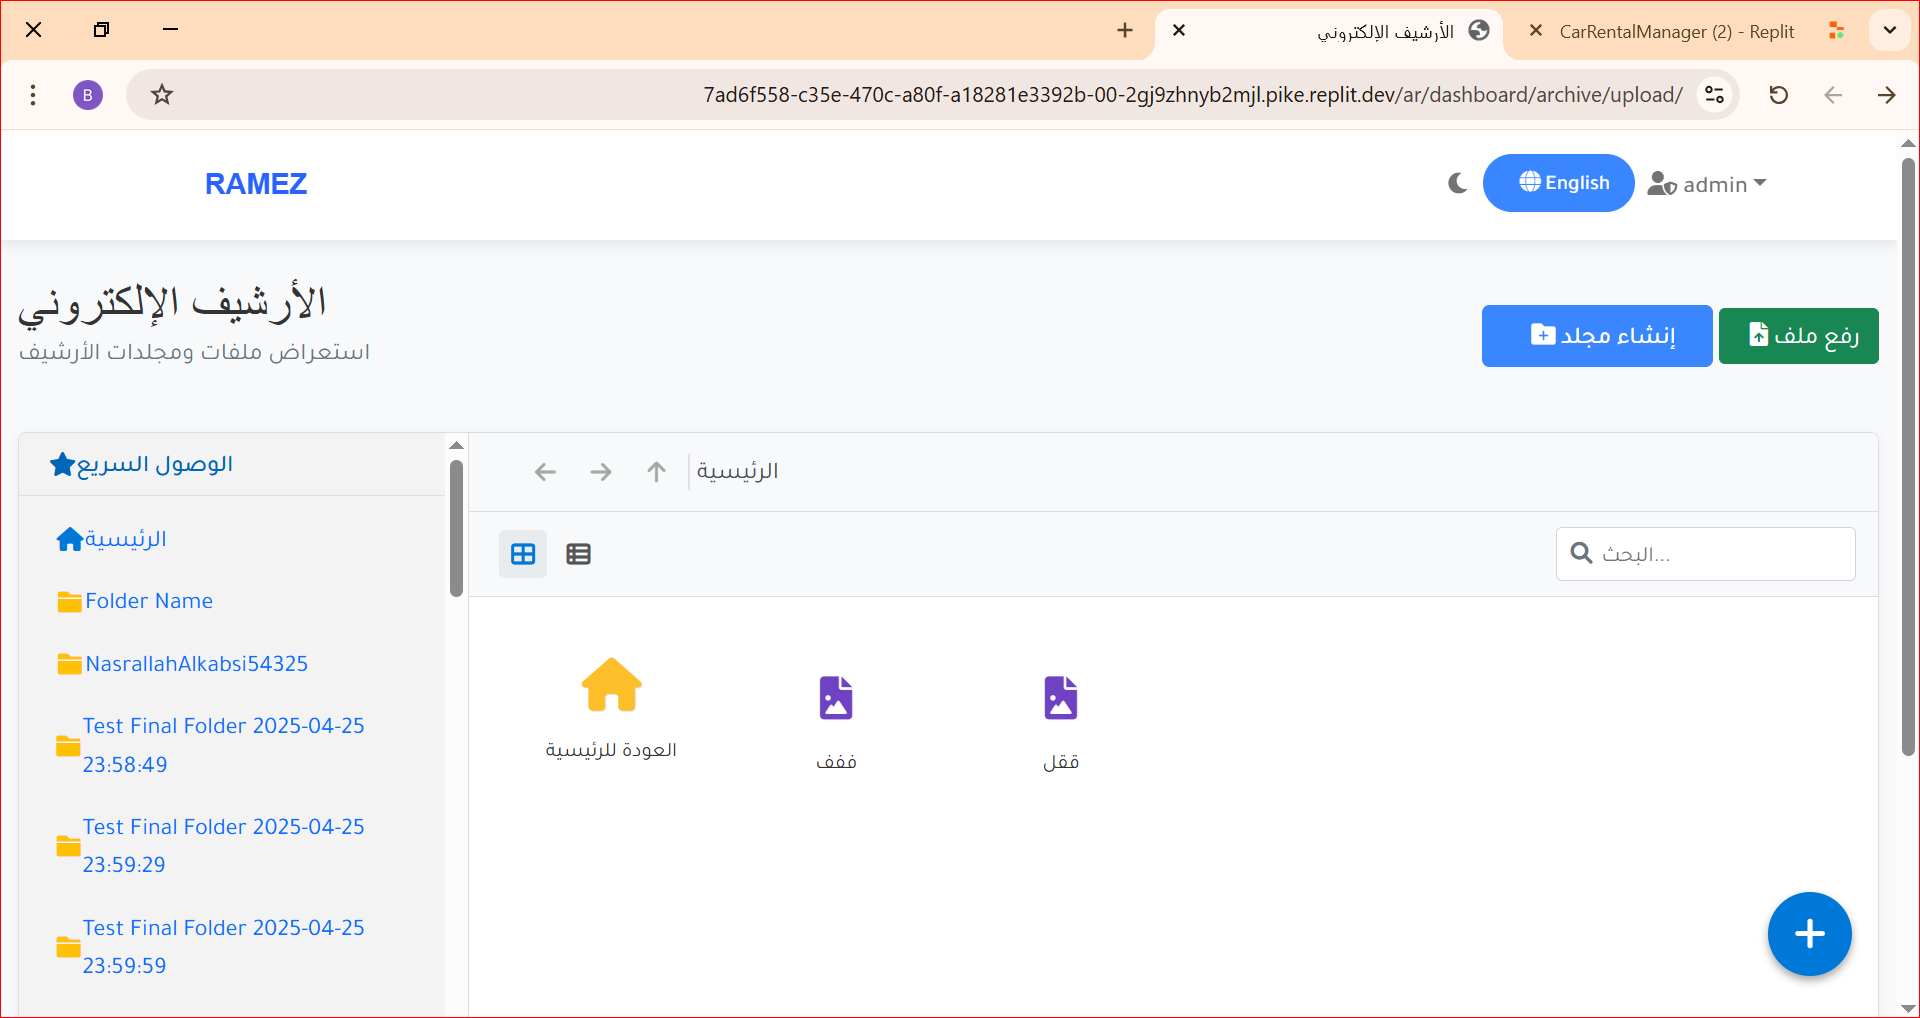 CarRentalManager (2) - Replit
الأرشيف الإلكتروني
B
7ad6f558-c35e-470c-a80f-a18281e3392b-00-2gj9zhnyb2mjl.pike.replit.dev/ar/dashboard/archive/upload/
RAMEZ
English
admin
الأرشيف الإلكتروني
استعراض ملفات ومجلدات الأرشيف
رفع ملف
إنشاء مجلد
الوصول السريع
الرئيسية
Folder Name
NasrallahAlkabsi54325
Test Final Folder 2025-04-25
23:58:49
Test Final Folder 2025-04-25
23:59:29
Test Final Folder 2025-04-25
23:59:59
الرئيسية
البحث...
العودة للرئيسية
ففف
ققل